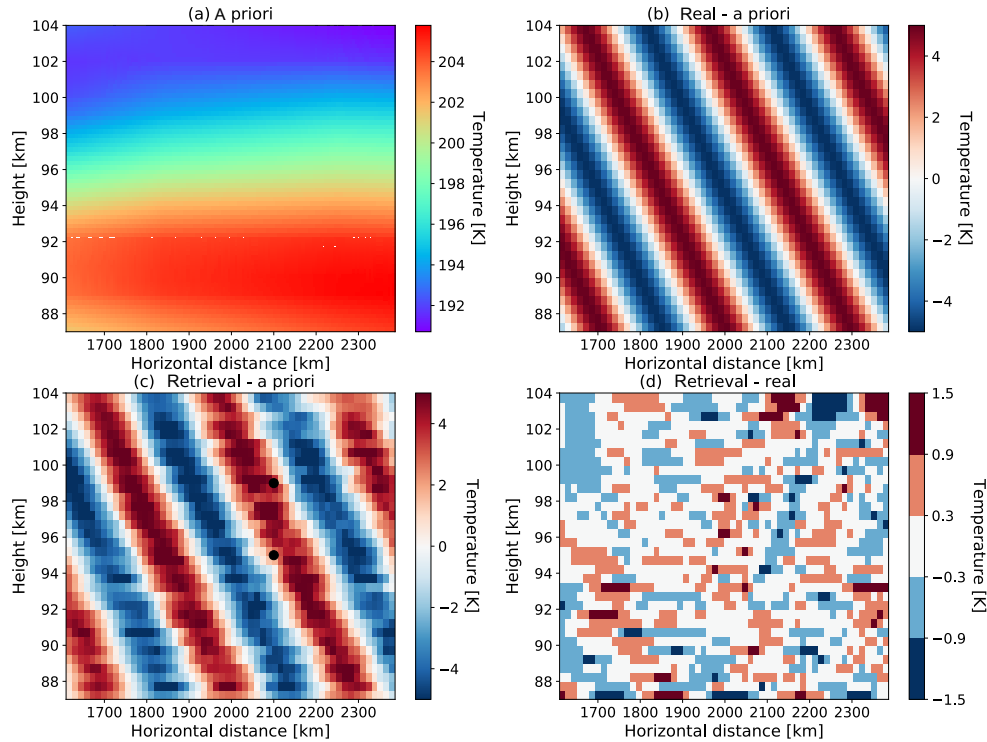 (a) A priori
104
102
100
98
96
94
92
90
88
Height [km]
1700 1800 1900 2000 2100 2200 2300
Horizontal distance [km]
204
202
200
198
196
194
192
Temperature [K]
(b) Real - a priori
104
102
100
98
96
94
92
90
88
Height [km]
1700 1800 1900 2000 2100 2200 2300
Horizontal distance [km]
4
2
0
−2
−4
Temperature [K]
(c) Retrieval - a priori
104
102
100
98
96
94
92
90
88
Height [km]
1700 1800 1900 2000 2100 2200 2300
Horizontal distance [km]
4
2
0
−2
−4
Temperature [K]
(d) Retrieval - real
104
102
100
98
96
94
92
90
88
Height [km]
1700 1800 1900 2000 2100 2200 2300
Horizontal distance [km]
1.5
0.9
0.3
−0.3
−0.9
−1.5
Temperature [K]